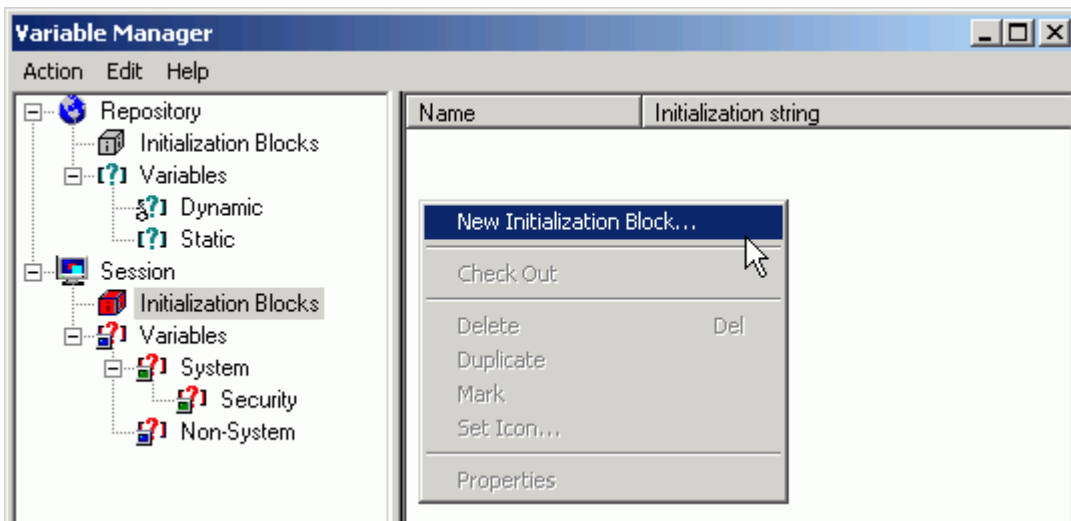 Variable Manager
Action Edit Help
Repository
Initialization Blocks
Variables
Dynamic
Static
Session
Initialization Blocks
Variables
System
Security
Non-System
Name Initialization string
New Initialization Block...
Check Out
Delete Del
Duplicate
Mark
Set Icon...
Properties